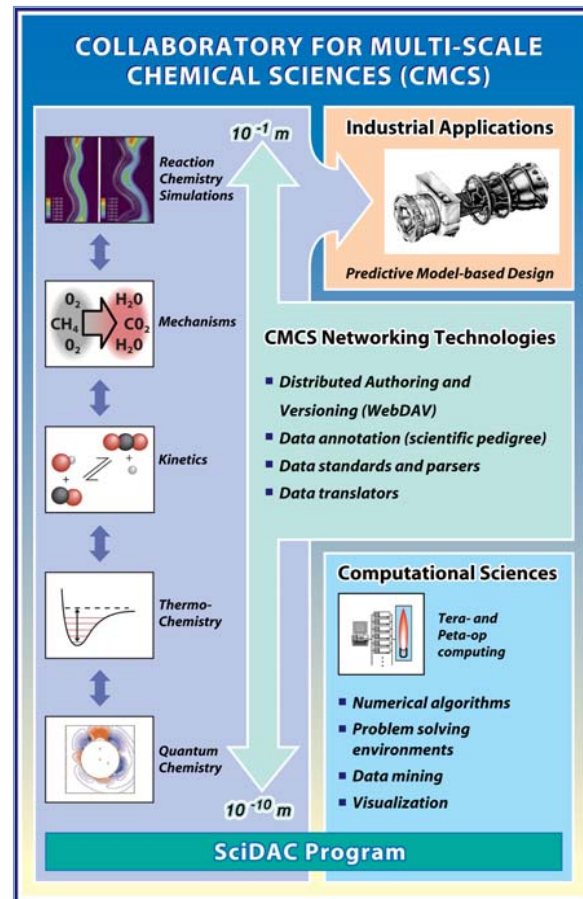 COLLABORATORY FOR MULTI-SCALE
CHEMICAL SCIENCES (CMCS)
10⁻¹ m
Reaction
Chemistry
Simulations
O₂ H₂O
CH₄ CO₂
O₂ H₂O
Mechanisms
+
+
Kinetics
Thermo-
Chemistry
Quantum
Chemistry
10⁻¹⁰ m
Industrial Applications
Predictive Model-based Design
CMCS Networking Technologies
▪ Distributed Authoring and
Versioning (WebDAV)
▪ Data annotation (scientific pedigree)
▪ Data standards and parsers
▪ Data translators
Computational Sciences
Tera- and
Peta-op
computing
▪ Numerical algorithms
▪ Problem solving
environments
▪ Data mining
▪ Visualization
SciDAC Program